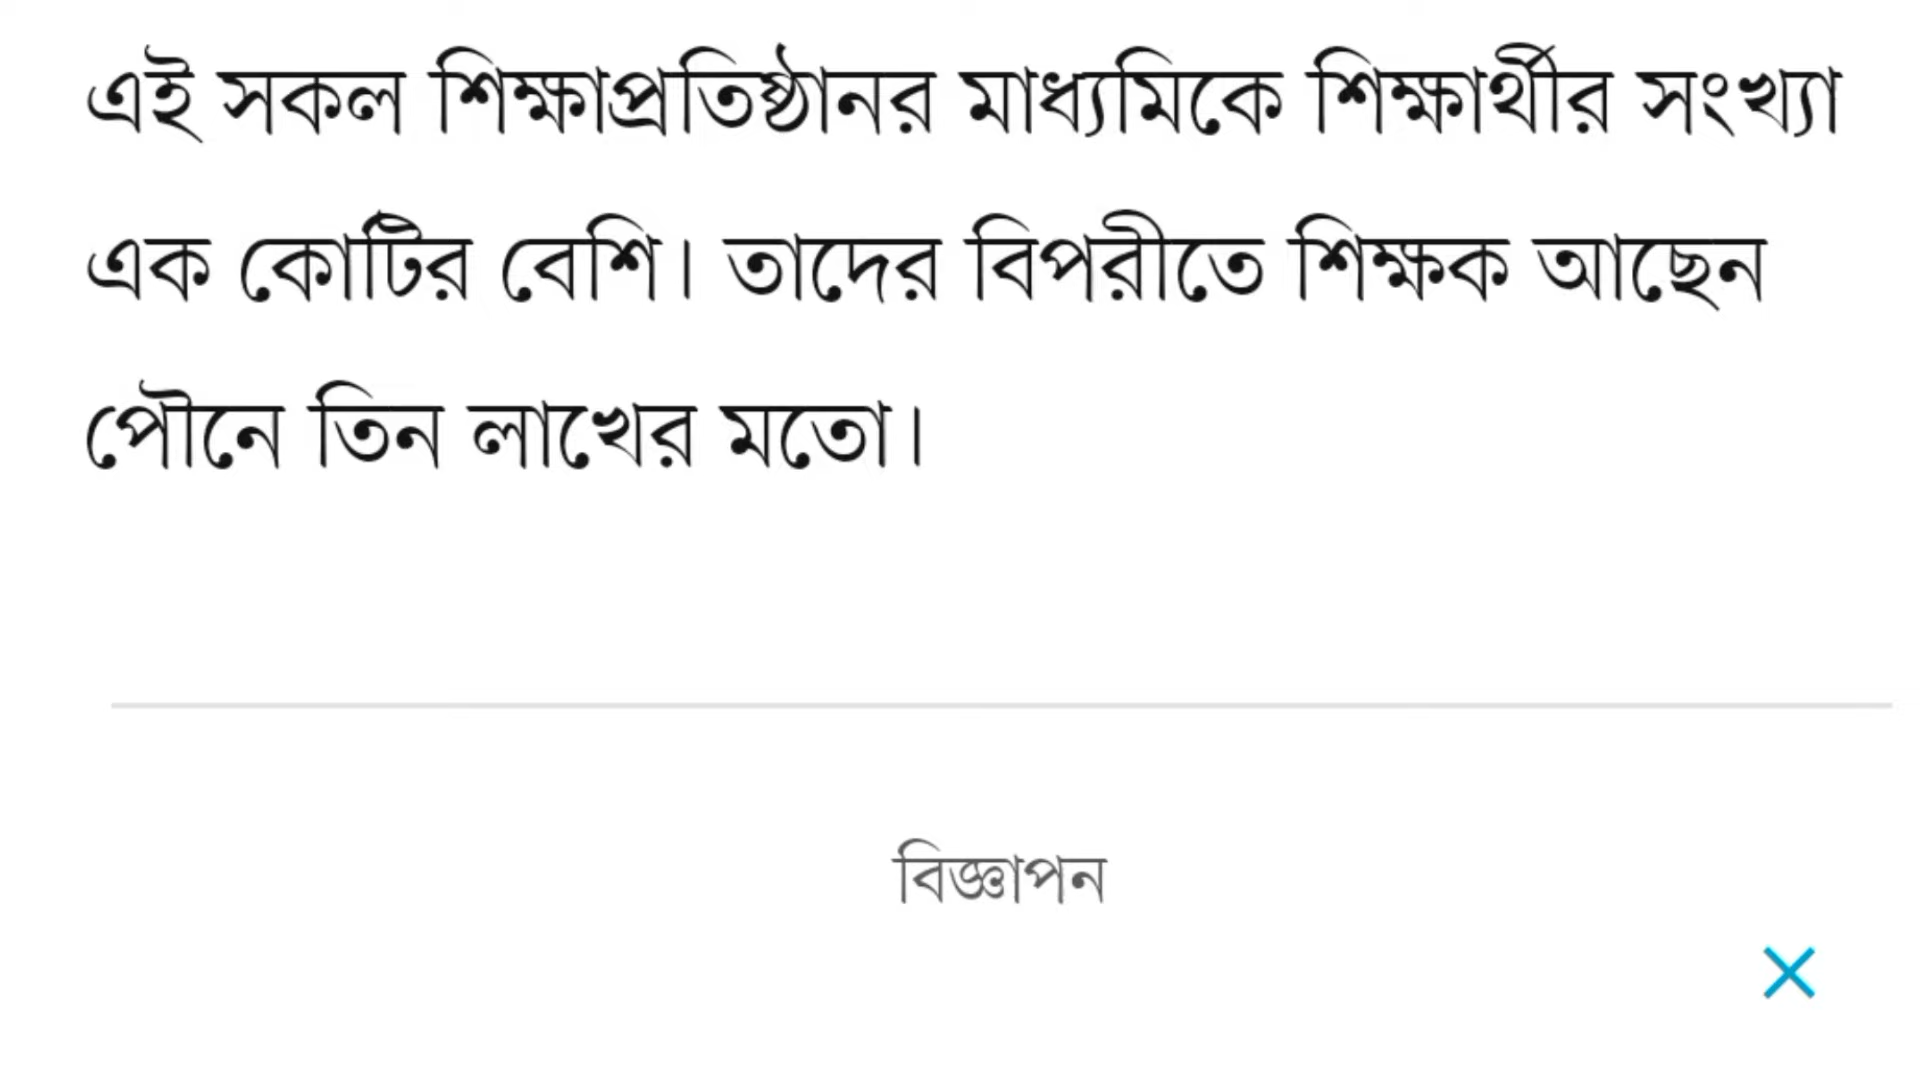 এই সকল শিক্ষাপ্রতিষ্ঠানর মাধ্যমিকে শিক্ষার্থীর সংখ্যা
এক কোটির বেশি। তাদের বিপরীতে শিক্ষক আছেন
পৌনে তিন লাখের মতো।
বিজ্ঞাপন